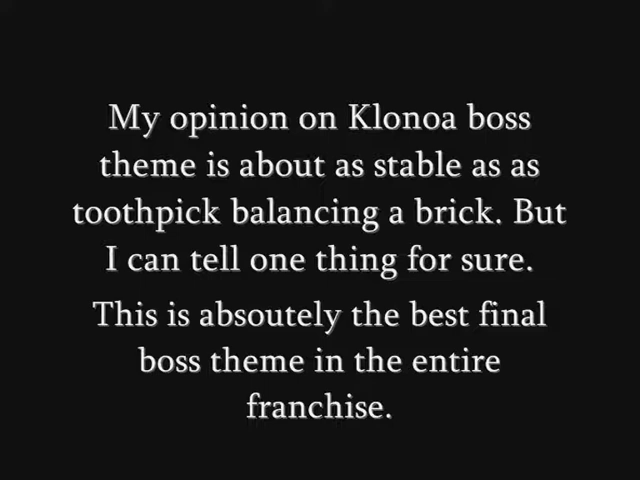 My opinion on Klonoa boss
theme is about as stable as as
toothpick balancing a brick. But
I can tell one thing for sure.
This is absoutely the best final
boss theme in the entire
franchise.